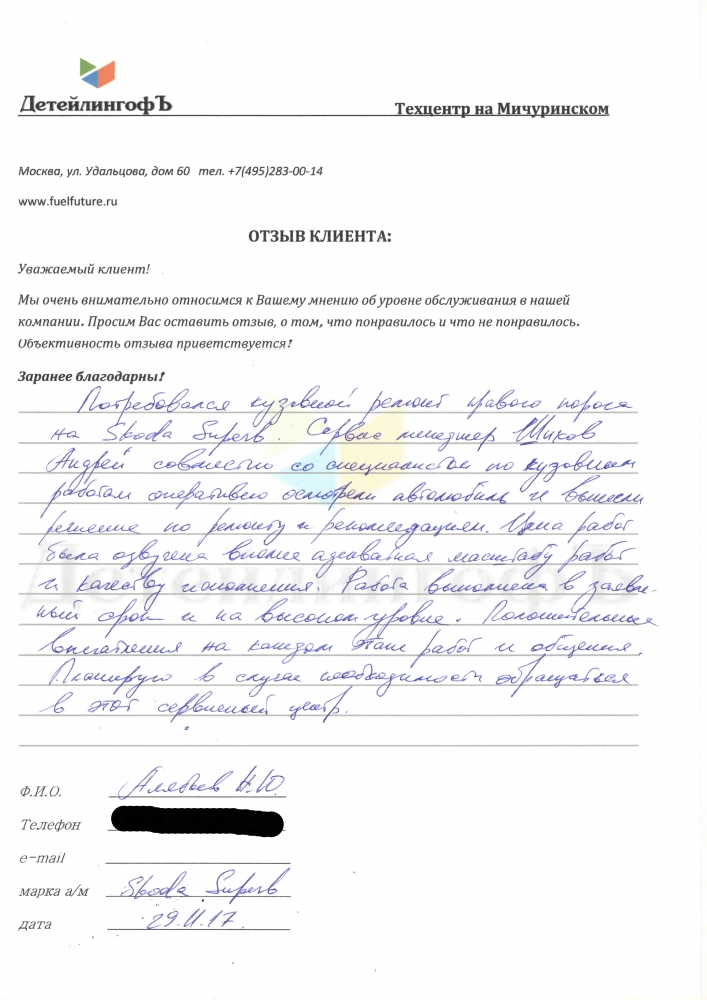 ДетейлингофЪ
Техцентр на Мичуринском
Москва, ул. Удальцова, дом 60 тел. +7(495)283-00-14
www.fuelfuture.ru
ОТЗЫВ КЛИЕНТА:
Уважаемый клиент!
Мы очень внимательно относимся к Вашему мнению об уровне обслуживания в нашей
компании. Просим Вас оставить отзыв, о том, что понравилось и что не понравилось.
Объективность отзыва приветствуется!
Заранее благодарны!
Потребовался кузовной ремонт правого порога
на Skoda Superb. Сервис менеджер Шиков
Андрей совместно со специалистом по кузовным
работам оперативно осмотрели автомобиль и вынесли
решение по ремонту и рекомендациям. Цена работ
была озвучена вполне адекватная масштабу работ
и качеству исполнения. Работа выполнена в заявлен-
ный срок и на высоком уровне. Положительные
впечатления на каждом этапе работ и общения.
Планирую в случае необходимости обращаться
в этот сервисный центр.
ДетейлингофЪ
Ф.И.О. Алябьев Н.Ю.
Телефон
e-mail
марка а/м Skoda Superb
дата 29.11.17.